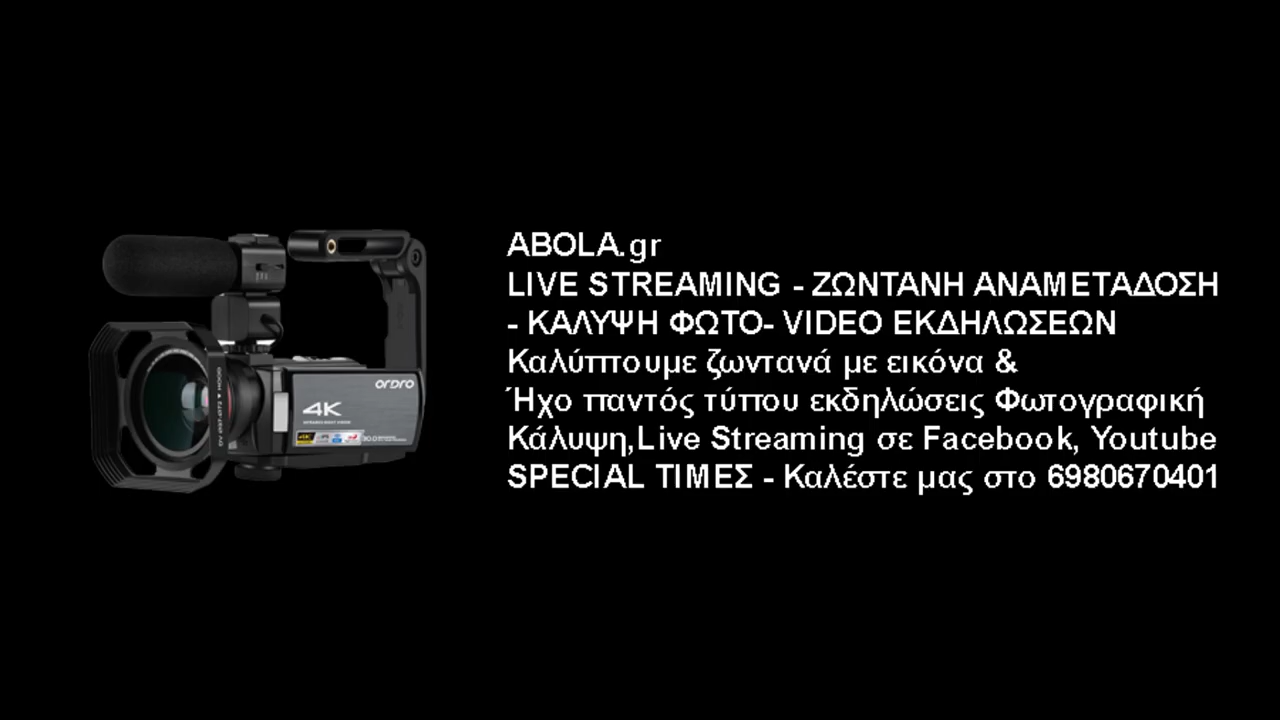 ABOLA.gr
LIVE STREAMING - ΖΩΝΤΑΝΗ ΑΝΑΜΕΤΑΔΟΣΗ
- ΚΑΛΥΨΗ ΦΩΤΟ- VIDEO ΕΚΔΗΛΩΣΕΩΝ
Καλύπτουμε ζωντανά με εικόνα &
Ήχο παντός τύπου εκδηλώσεις Φωτογραφική
Κάλυψη,Live Streaming σε Facebook, Youtube
SPECIAL TIMEΣ - Καλέστε μας στο 6980670401
ORDRO
4K